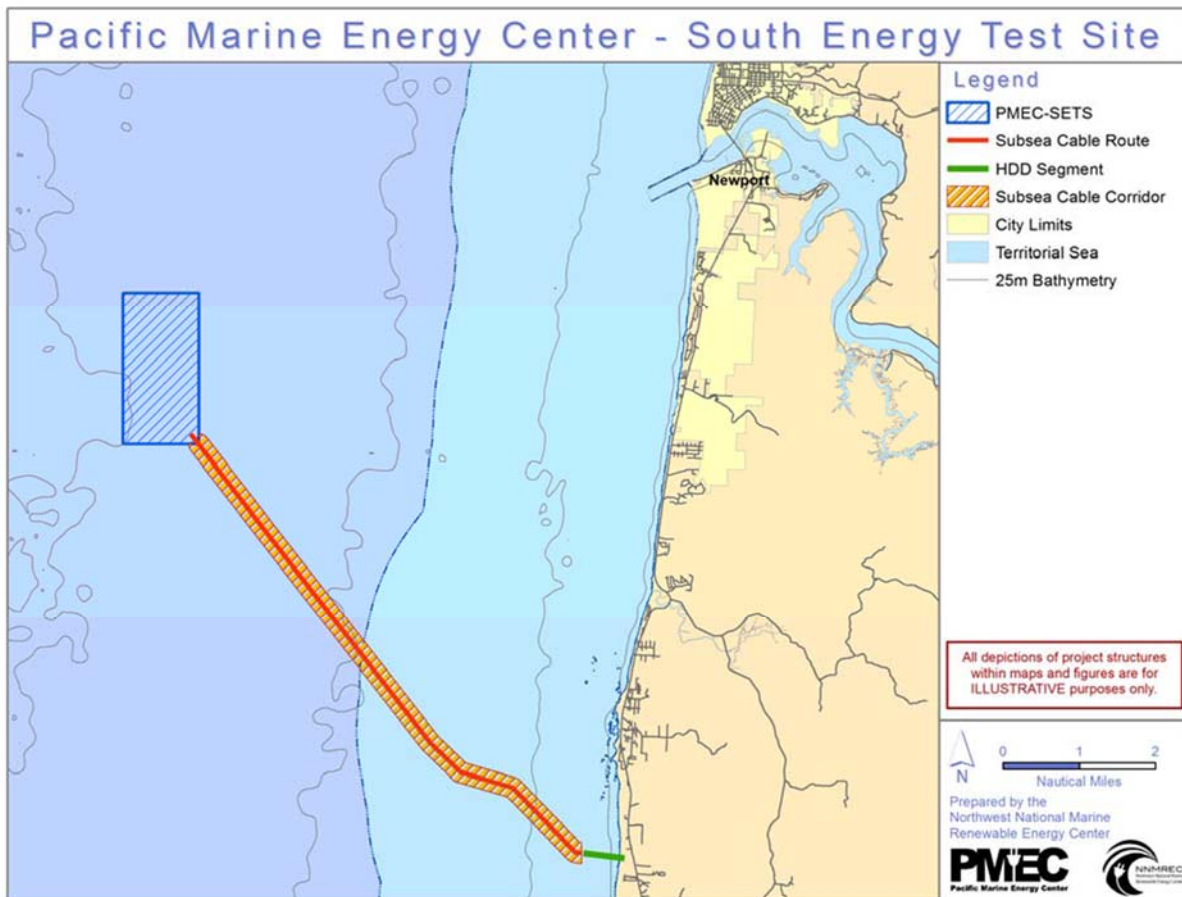 Pacific Marine Energy Center - South Energy Test Site
Newport
Legend
PMEC-SETS
Subsea Cable Route
HDD Segment
Subsea Cable Corridor
City Limits
Territorial Sea
25m Bathymetry
All depictions of project structures
within maps and figures are for
ILLUSTRATIVE purposes only.
N
0 1 2
Nautical Miles
Prepared by the
Northwest National Marine
Renewable Energy Center
PMEC
Pacific Marine Energy Center
NNMREC